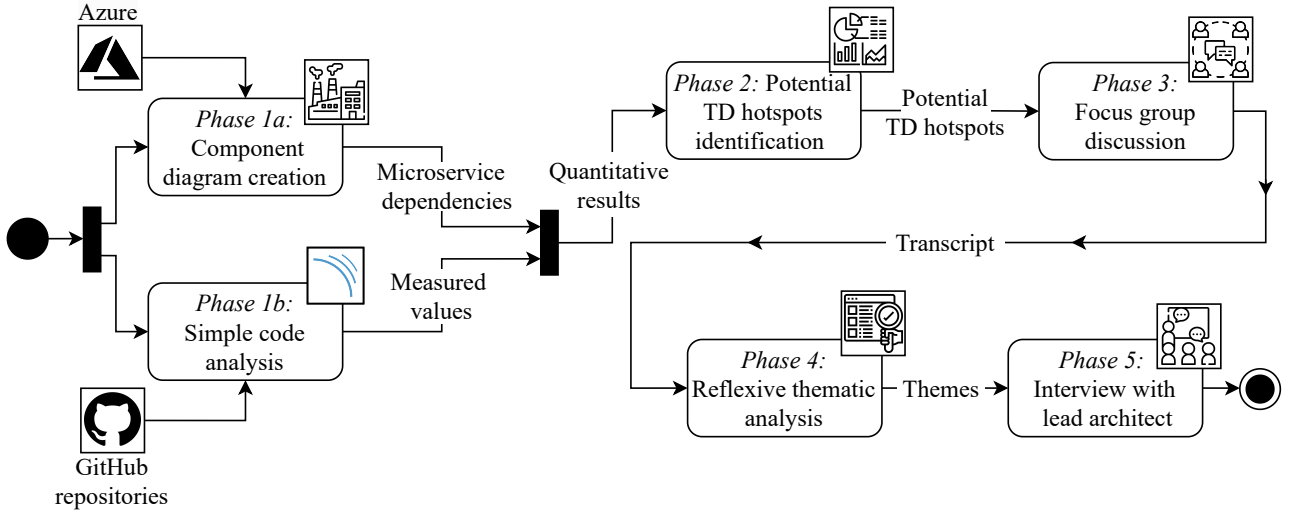 Azure
Phase 1a:
Component
diagram creation
Microservice
dependencies
Phase 1b:
Simple code
analysis
Measured
values
GitHub
repositories
Quantitative
results
Phase 2: Potential
TD hotspots
identification
Potential
TD hotspots
Phase 3:
Focus group
discussion
Transcript
Phase 4:
Reflexive thematic
analysis
Themes
Phase 5:
Interview with
lead architect